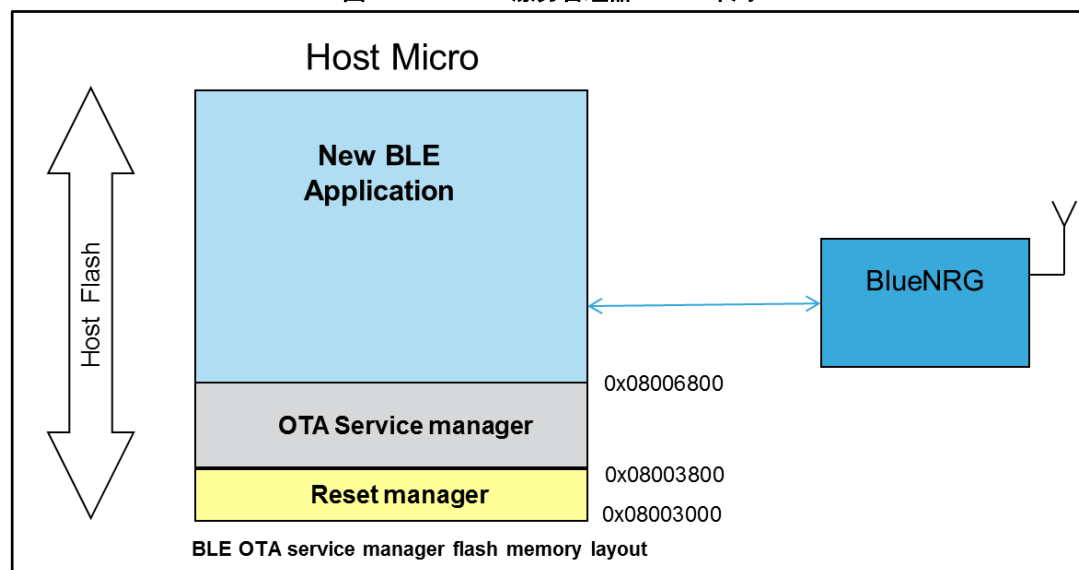 Host Micro
New BLE
Application
Host Flash
BlueNRG
0x08006800
OTA Service manager
0x08003800
Reset manager
0x08003000
BLE OTA service manager flash memory layout